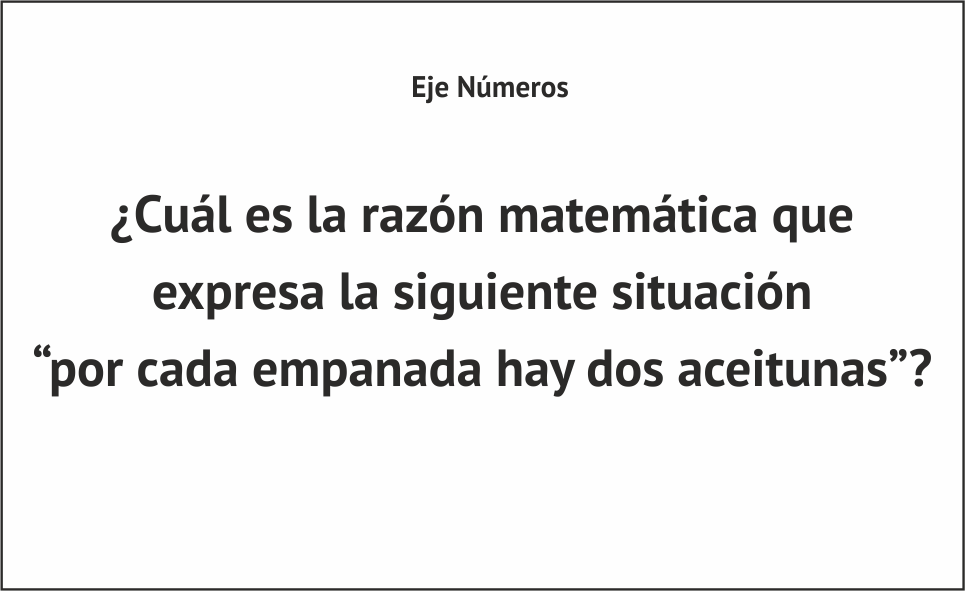 Eje Números
¿Cuál es la razón matemática que
expresa la siguiente situación
“por cada empanada hay dos aceitunas”?